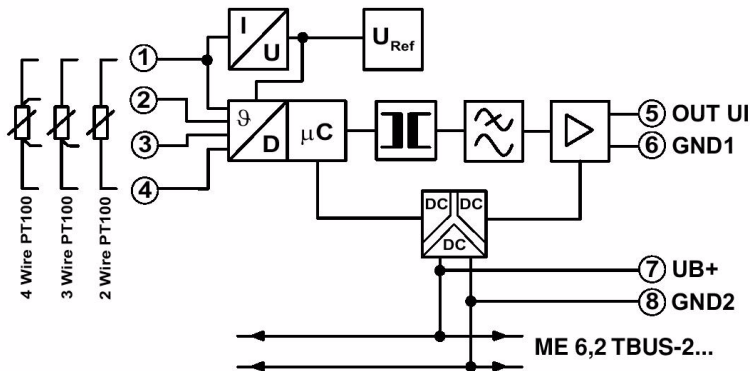 I
U
U Ref
1
2
3
4
ϑ
D
µC
5 OUT UI
6 GND1
DC DC
DC
7 UB+
8 GND2
4 Wire PT100
3 Wire PT100
2 Wire PT100
ME 6,2 TBUS-2...